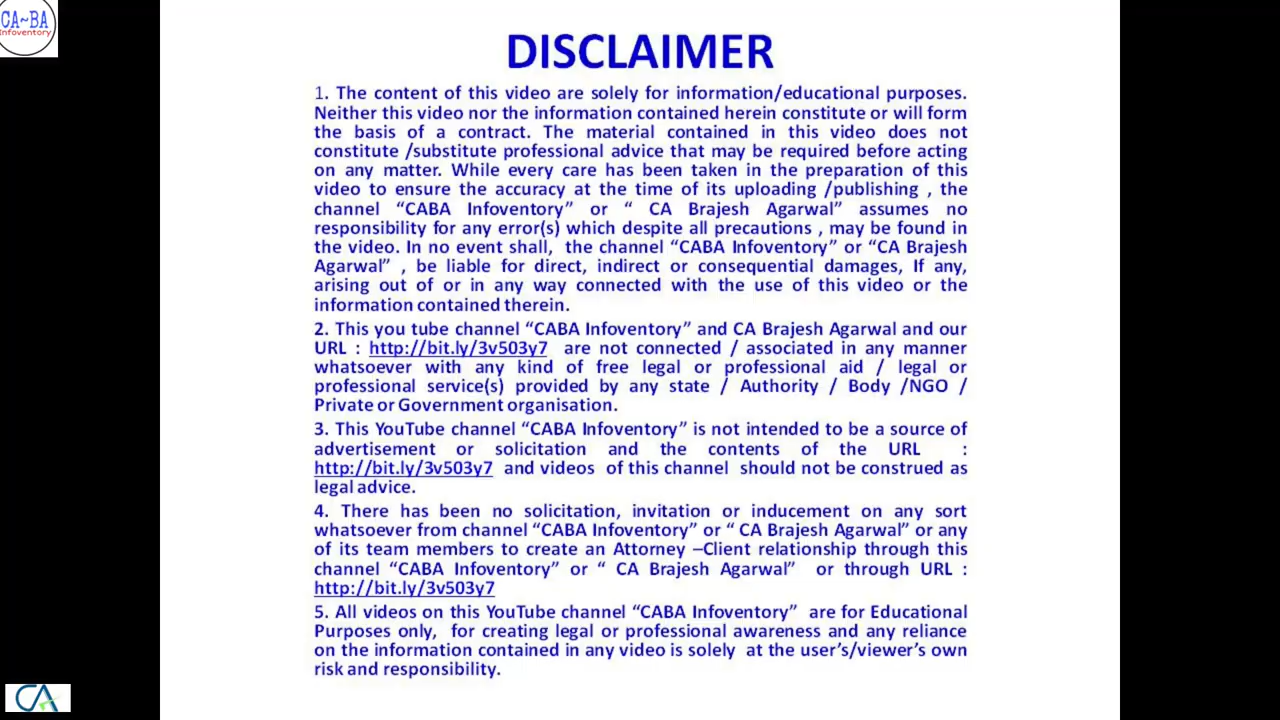 CA~BA
Infoventory
DISCLAIMER
1. The content of this video are solely for information/educational purposes.
Neither this video nor the information contained herein constitute or will form
the basis of a contract. The material contained in this video does not
constitute /substitute professional advice that may be required before acting
on any matter. While every care has been taken in the preparation of this
video to ensure the accuracy at the time of its uploading /publishing , the
channel “CABA Infoventory” or “ CA Brajesh Agarwal” assumes no
responsibility for any error(s) which despite all precautions , may be found in
the video. In no event shall, the channel “CABA Infoventory” or “CA Brajesh
Agarwal” , be liable for direct, indirect or consequential damages, If any,
arising out of or in any way connected with the use of this video or the
information contained therein.
2. This you tube channel “CABA Infoventory” and CA Brajesh Agarwal and our
URL : http://bit.ly/3v503y7 are not connected / associated in any manner
whatsoever with any kind of free legal or professional aid / legal or
professional service(s) provided by any state / Authority / Body /NGO /
Private or Government organisation.
3. This YouTube channel “CABA Infoventory” is not intended to be a source of
advertisement or solicitation and the contents of the URL :
http://bit.ly/3v503y7 and videos of this channel should not be construed as
legal advice.
4. There has been no solicitation, invitation or inducement on any sort
whatsoever from channel “CABA Infoventory” or “ CA Brajesh Agarwal” or any
of its team members to create an Attorney –Client relationship through this
channel “CABA Infoventory” or “ CA Brajesh Agarwal” or through URL :
http://bit.ly/3v503y7
5. All videos on this YouTube channel “CABA Infoventory” are for Educational
Purposes only, for creating legal or professional awareness and any reliance
on the information contained in any video is solely at the user’s/viewer’s own
risk and responsibility.
CA